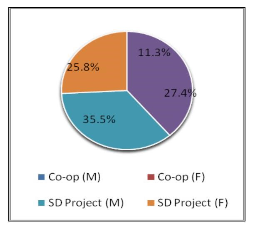 11.3%
25.8%
27.4%
35.5%
Co-op (M) Co-op (F)
SD Project (M) SD Project (F)